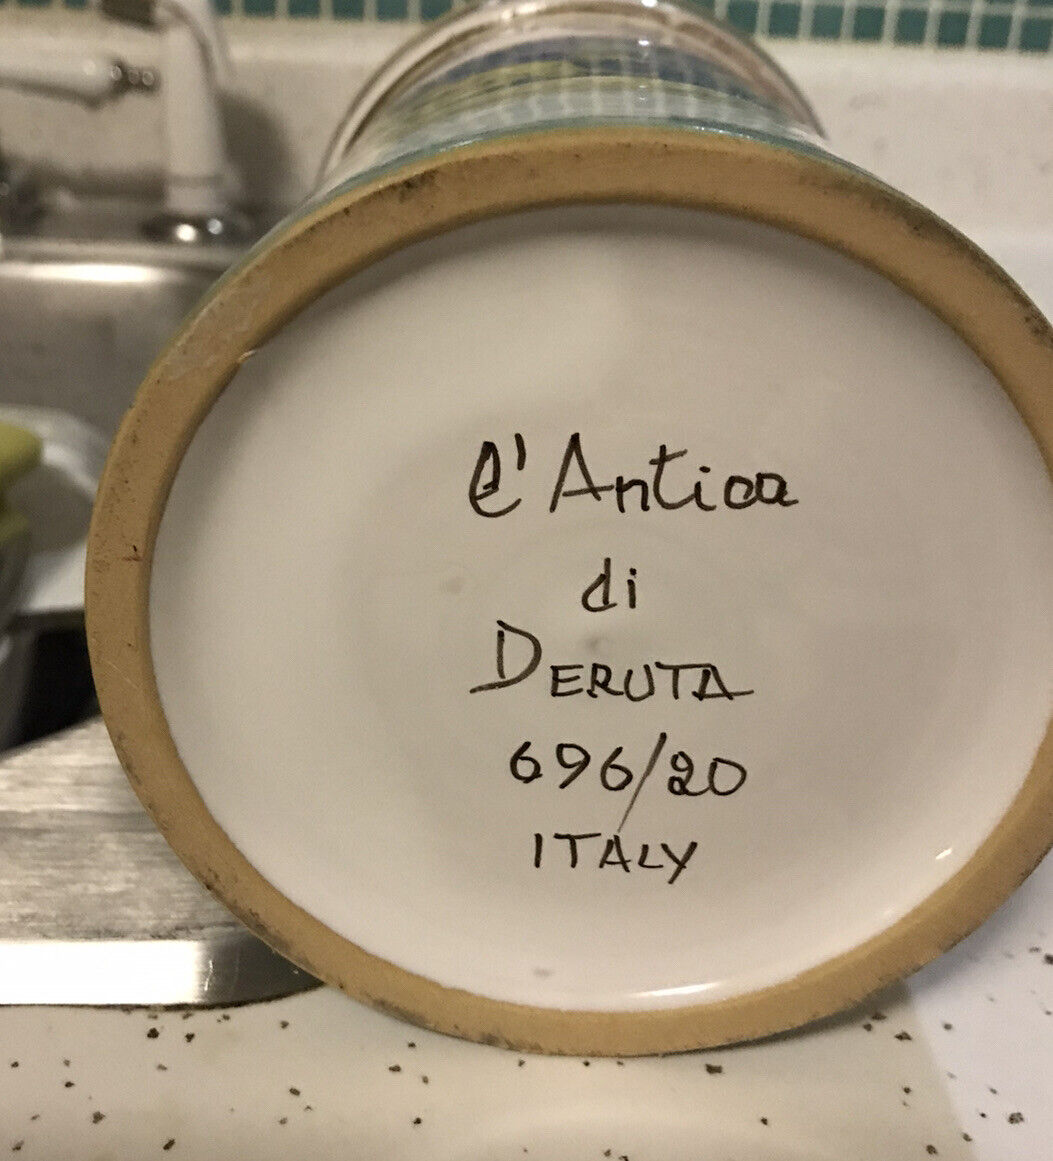 l'Antica
di
DERUTA
696/20
ITALY